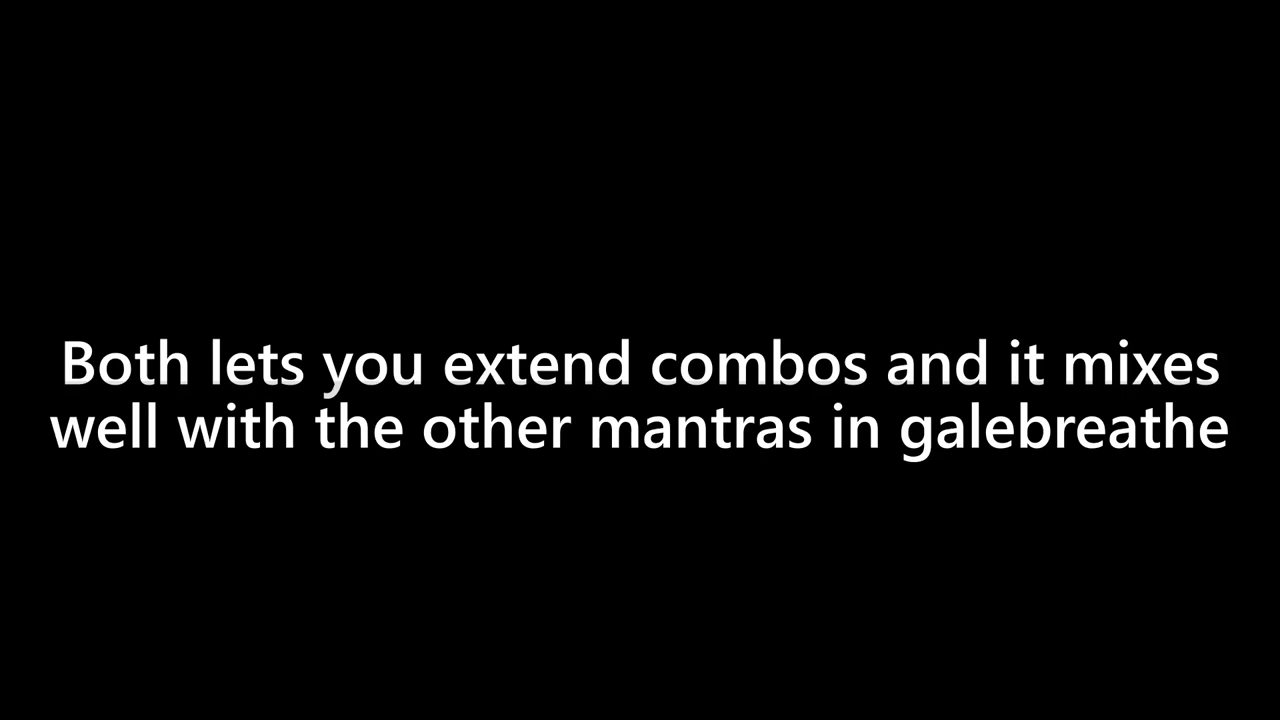 Both lets you extend combos and it mixes
well with the other mantras in galebreathe